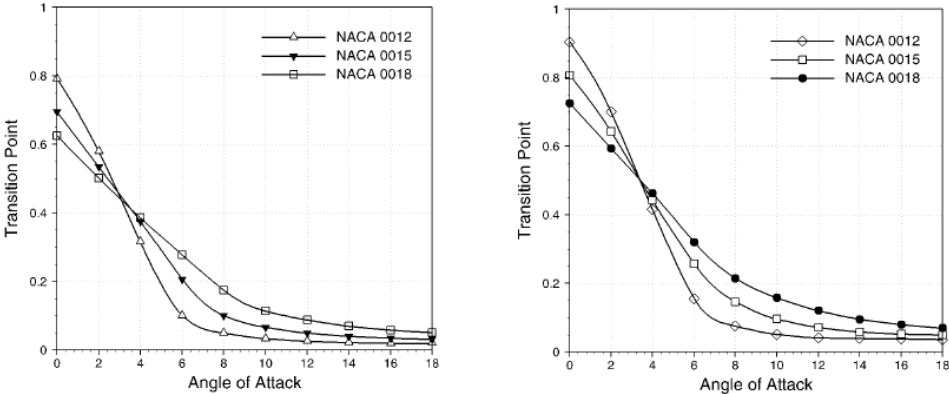 1
0.8
0.6
0.4
0.2
0
Transition Point
NACA 0012
NACA 0015
NACA 0018
0 2 4 6 8 10 12 14 16 18
Angle of Attack
1
0.8
0.6
0.4
0.2
0
Transition Point
NACA 0012
NACA 0015
NACA 0018
0 2 4 6 8 10 12 14 16 18
Angle of Attack